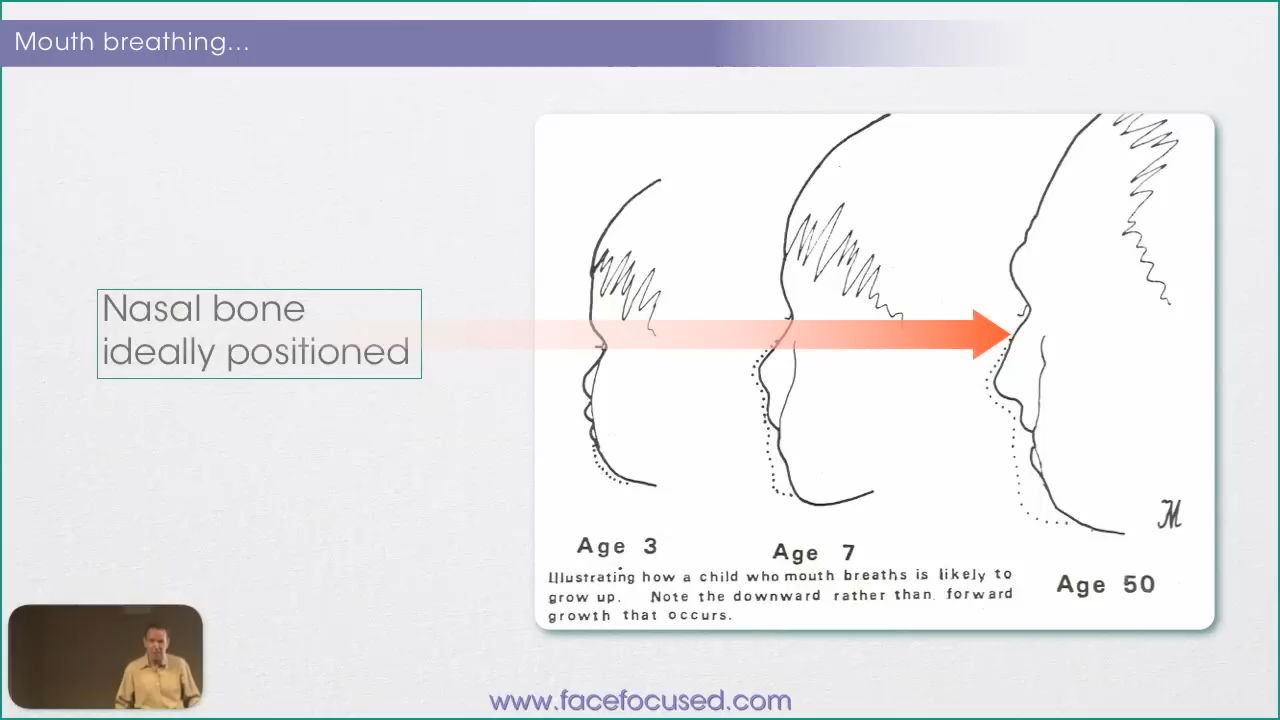 Mouth breathing...
Nasal bone
ideally positioned
Age 3
Age 7
Age 50
Illustrating how a child who mouth breaths is likely to
grow up. Note the downward rather than forward
growth that occurs.
M
www.facefocused.com